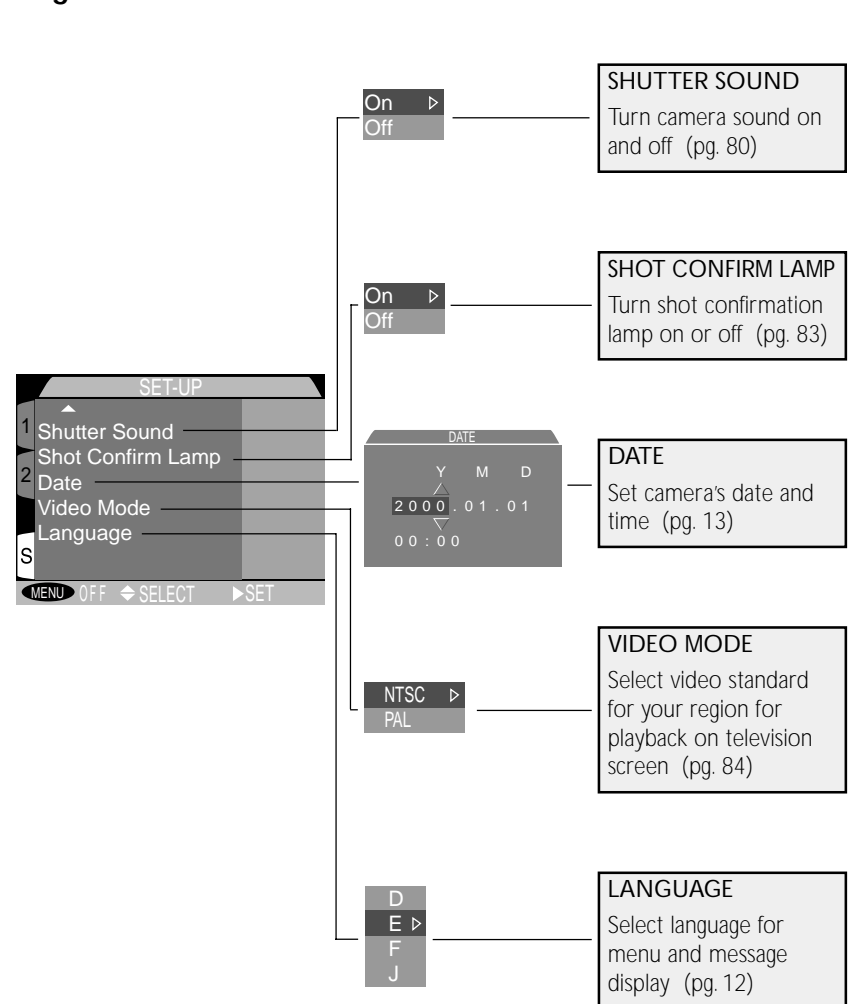 On
Off
SHUTTER SOUND
Turn camera sound on
and off (pg. 80)
On
Off
SHOT CONFIRM LAMP
Turn shot confirmation
lamp on or off (pg. 83)
SET-UP
1
Shutter Sound
Shot Confirm Lamp
2
Date
Video Mode
Language
S
MENU OFF SELECT SET
DATE
Y M D
2000.01.01
00:00
DATE
Set camera's date and
time (pg. 13)
NTSC
PAL
VIDEO MODE
Select video standard
for your region for
playback on television
screen (pg. 84)
D
E
F
J
LANGUAGE
Select language for
menu and message
display (pg. 12)